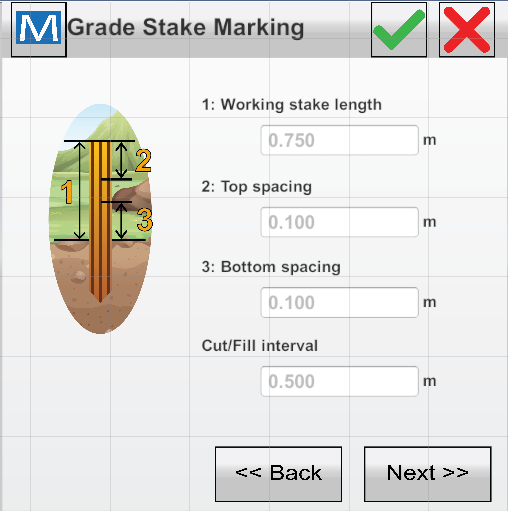 M Grade Stake Marking
1: Working stake length
0.750 m
2: Top spacing
0.100 m
3: Bottom spacing
0.100 m
Cut/Fill interval
0.500 m
1
2
3
<< Back
Next >>